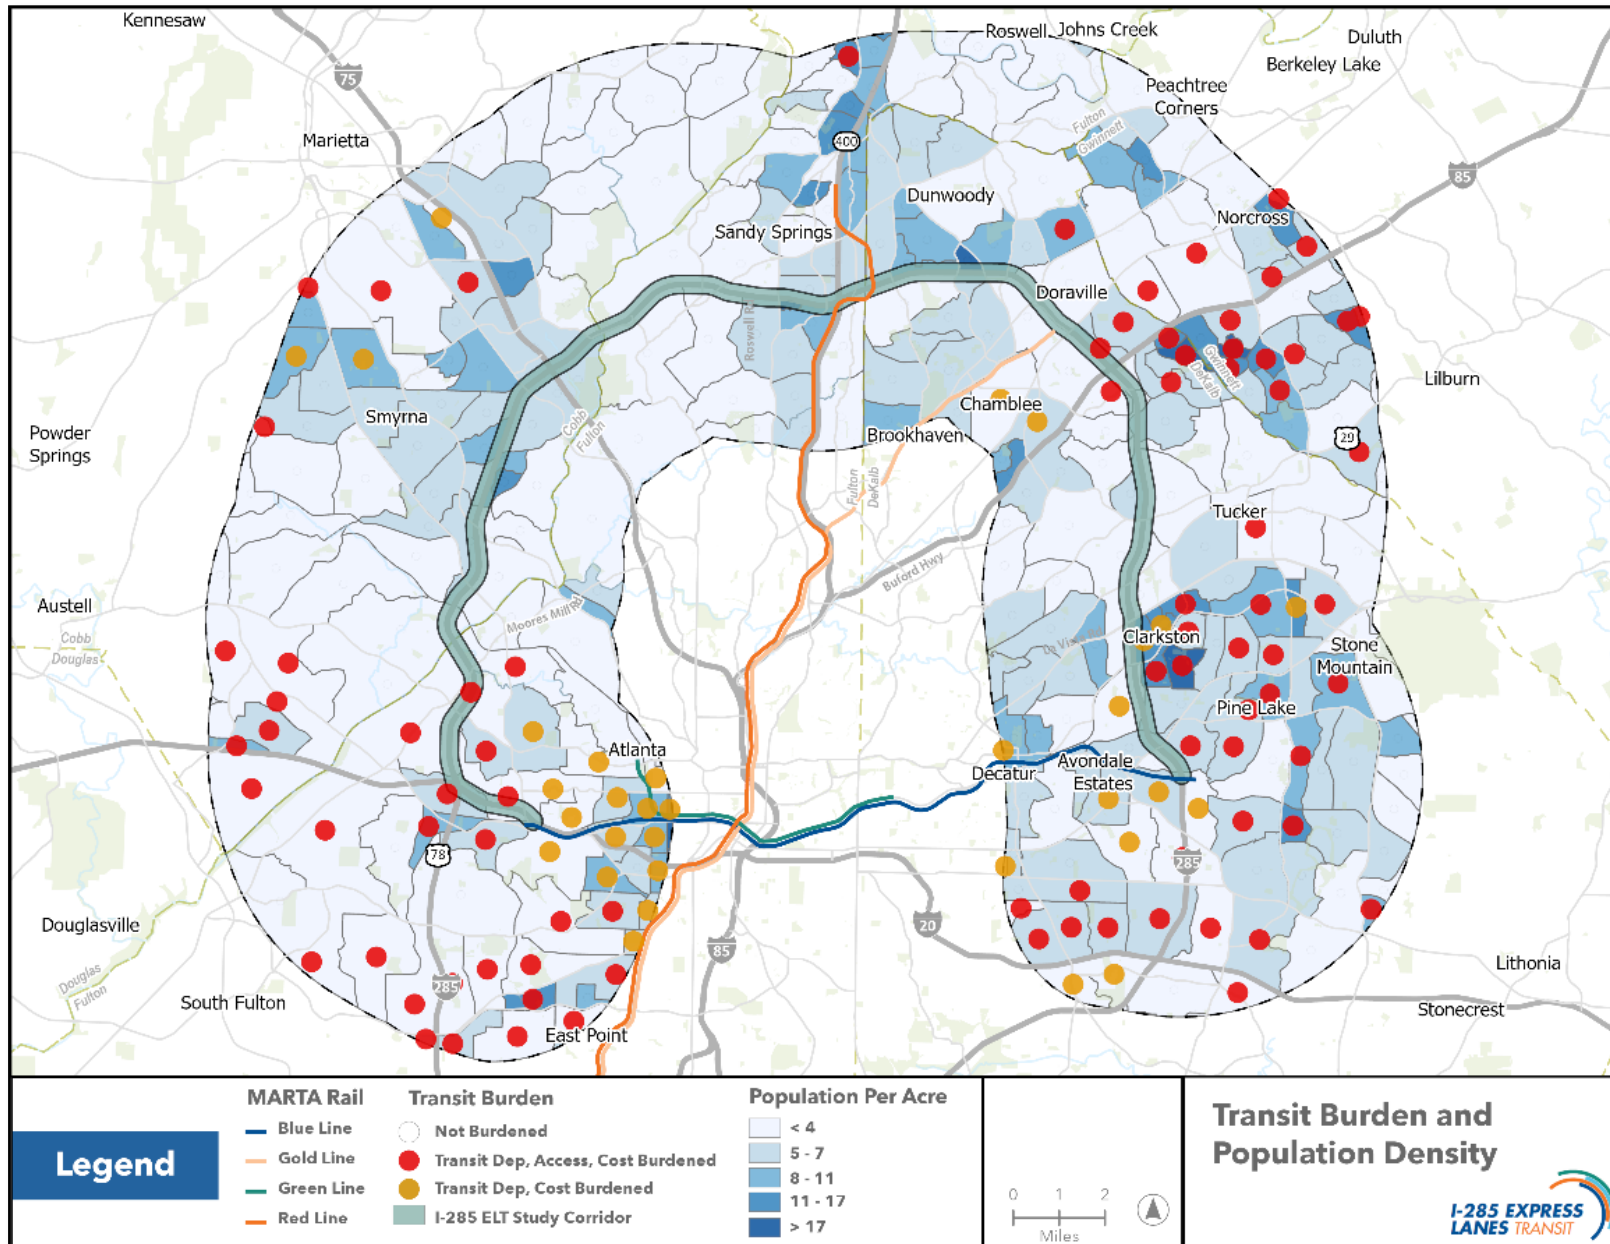 Kennesaw
Roswell
Johns Creek
Duluth
Berkeley Lake
75
Peachtree
Corners
Marietta
400
Fulton
Gwinnett
85
Dunwoody
Norcross
Sandy Springs
Doraville
Roswell R
Gwinnett
DeKalb
Lilburn
Smyrna
Chamblee
Cobb
Fulton
Brookhaven
29
Powder
Springs
Fulton
DeKalb
Tucker
Buford Hwy
Austell
Moores Mill Rd
Cobb
Douglas
Clarkston
Stone
Mountain
Pine Lake
Atlanta
Decatur
Avondale
Estates
78
285
Douglasville
20
85
Lithonia
Douglas
Fulton
285
South Fulton
Stonecrest
East Point
Legend
MARTA Rail
Blue Line
Gold Line
Green Line
Red Line
Transit Burden
Not Burdened
Transit Dep, Access, Cost Burdened
Transit Dep, Cost Burdened
I-285 ELT Study Corridor
Population Per Acre
< 4
5 - 7
8 - 11
11 - 17
> 17
0 1 2
Miles
Transit Burden and
Population Density
I-285 EXPRESS
LANES TRANSIT